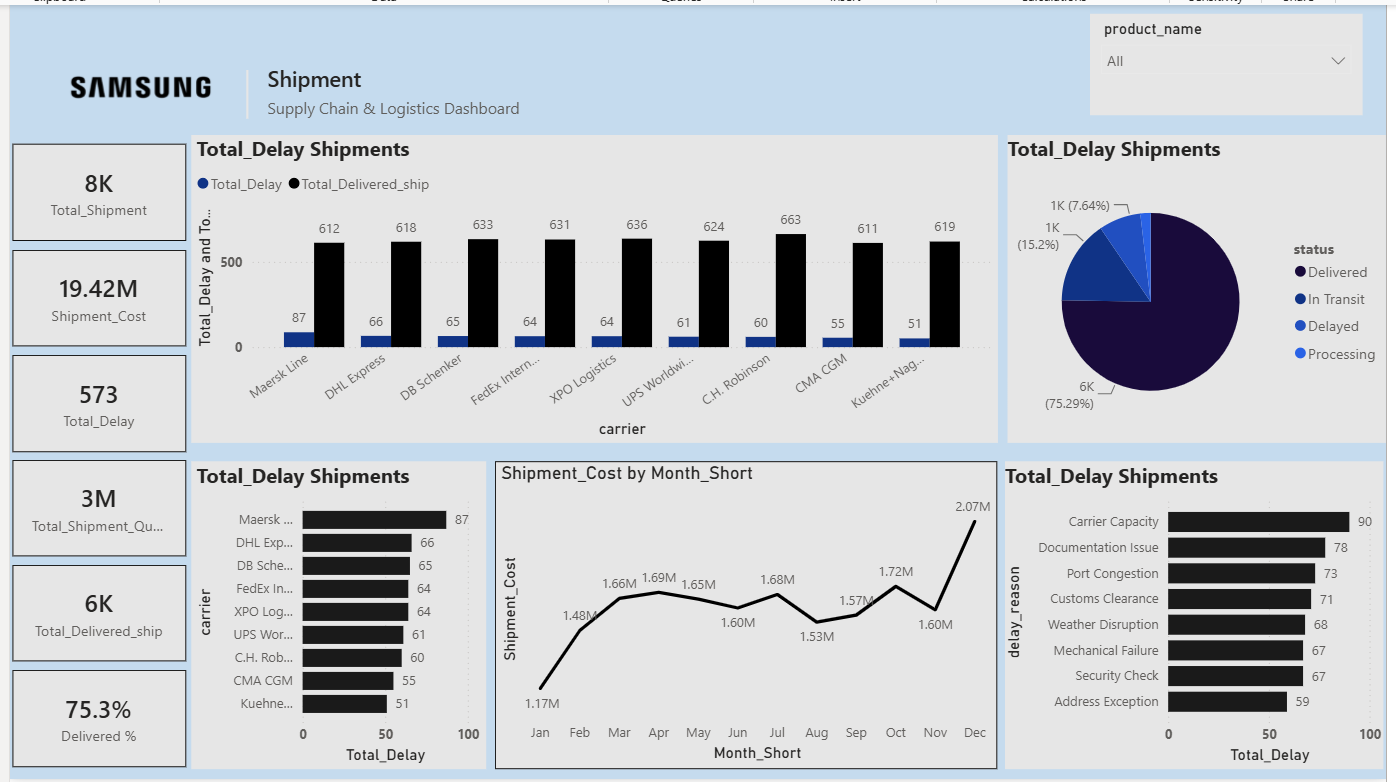 product_name
All
SAMSUNG
Shipment
Supply Chain & Logistics Dashboard
8K
Total_Shipment
19.42M
Shipment_Cost
573
Total_Delay
3M
Total_Shipment_Qu...
6K
Total_Delivered_ship
75.3%
Delivered %
Total_Delay Shipments
Total_Delay Total_Delivered_ship
Total_Delay and To...
500
0
87 612
66 618
65 633
64 631
64 636
61 624
60 663
55 611
51 619
Maersk Line
DHL Express
DB Schenker
FedEx Intern...
XPO Logistics
UPS Worldwi...
C.H. Robinson
CMA CGM
Kuehne+Nag...
carrier
Total_Delay Shipments
1K (7.64%)
1K
(15.2%)
6K
(75.29%)
status
Delivered
In Transit
Delayed
Processing
Total_Delay Shipments
carrier
Maersk ... 87
DHL Exp... 66
DB Sche... 65
FedEx In... 64
XPO Log... 64
UPS Wor... 61
C.H. Rob... 60
CMA CGM 55
Kuehne... 51
0 50 100
Total_Delay
Shipment_Cost by Month_Short
Shipment_Cost
1.17M
1.48M
1.66M
1.69M
1.65M
1.60M
1.68M
1.53M
1.57M
1.72M
1.60M
2.07M
Jan Feb Mar Apr May Jun Jul Aug Sep Oct Nov Dec
Month_Short
Total_Delay Shipments
delay_reason
Carrier Capacity 90
Documentation Issue 78
Port Congestion 73
Customs Clearance 71
Weather Disruption 68
Mechanical Failure 67
Security Check 67
Address Exception 59
0 50 100
Total_Delay